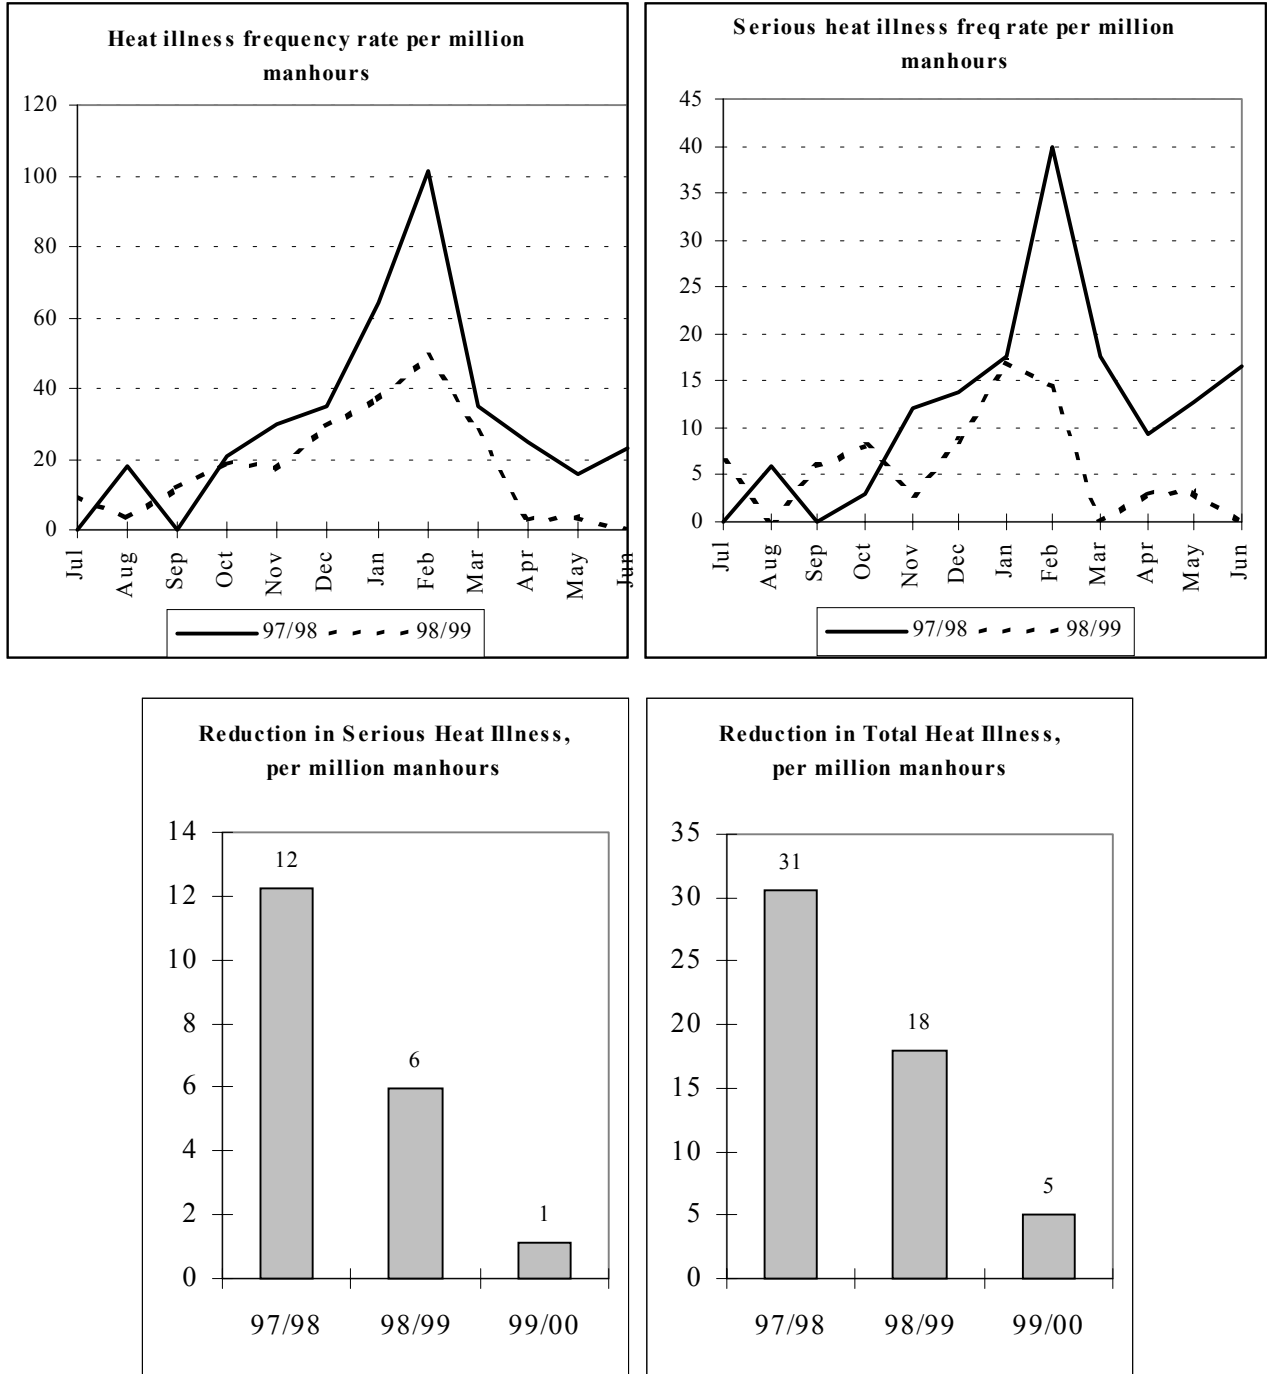 Heat illness frequency rate per million
manhours
120
100
80
60
40
20
0
Jul
Aug
Sep
Oct
Nov
Dec
Jan
Feb
Mar
Apr
May
Jun
97/98 98/99
Serious heat illness freq rate per million
manhours
45
40
35
30
25
20
15
10
5
0
Jul
Aug
Sep
Oct
Nov
Dec
Jan
Feb
Mar
Apr
May
Jun
97/98 98/99
Reduction in Serious Heat Illness,
per million manhours
14
12
10
8
6
4
2
0
12
6
1
97/98 98/99 99/00
Reduction in Total Heat Illness,
per million manhours
35
30
25
20
15
10
5
0
31
18
5
97/98 98/99 99/00